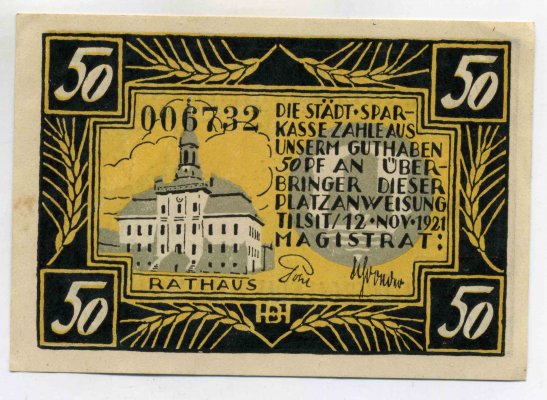 50
50
006732
DIE STÄDT·SPAR-
KASSE ZAHLE AUS
UNSERM GUTHABEN
50 PF AN ÜBER-
BRINGER DIESER
PLATZANWEISUNG
TILSIT/12·NOV·1921
MAGISTRAT:
RATHAUS
50
50